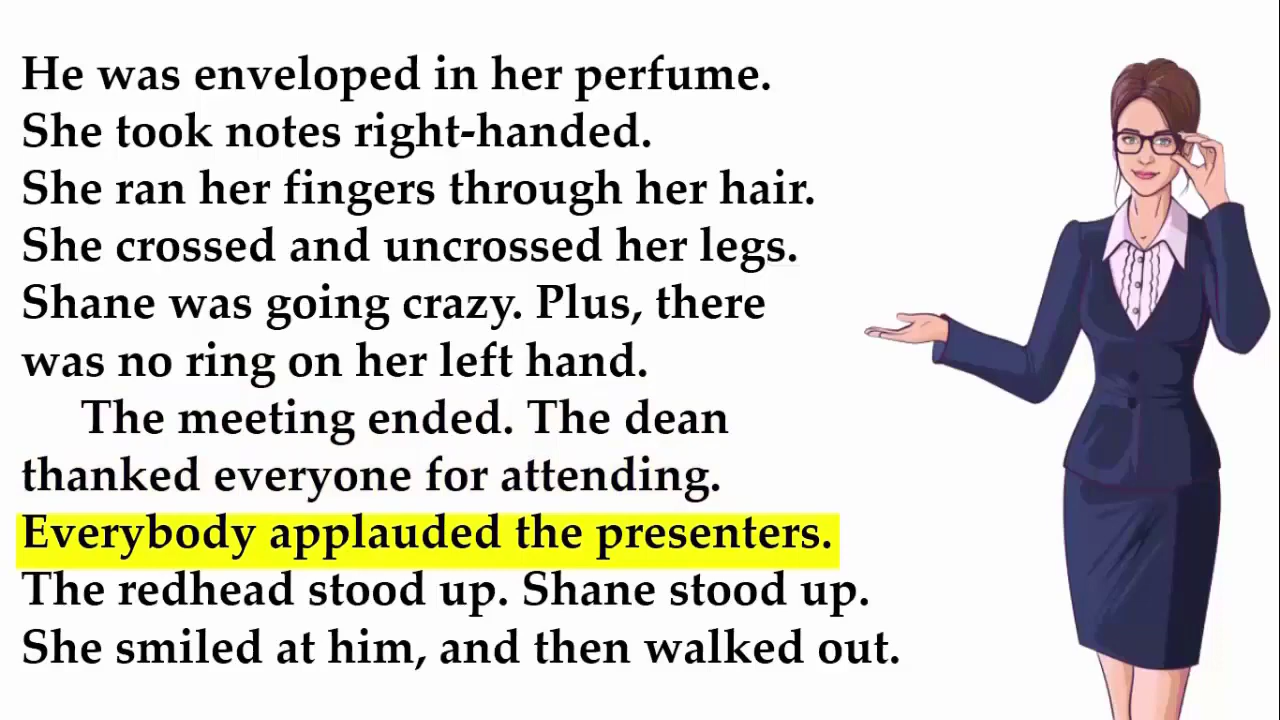 He was enveloped in her perfume.
She took notes right-handed.
She ran her fingers through her hair.
She crossed and uncrossed her legs.
Shane was going crazy. Plus, there
was no ring on her left hand.
The meeting ended. The dean
thanked everyone for attending.
Everybody applauded the presenters.
The redhead stood up. Shane stood up.
She smiled at him, and then walked out.